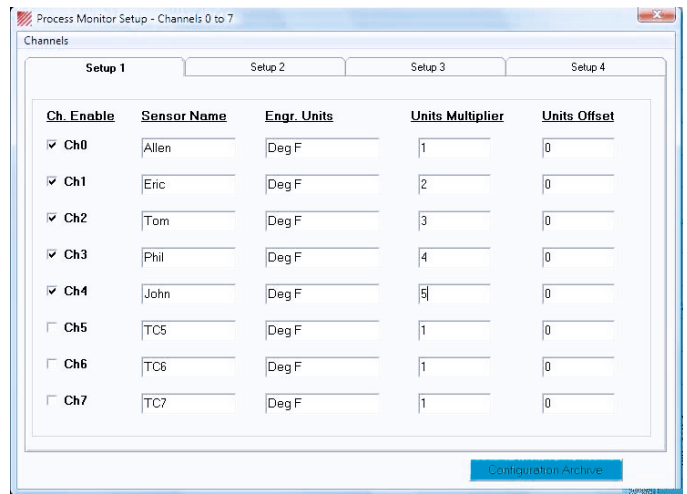 Process Monitor Setup - Channels 0 to 7
Channels
Setup 1 Setup 2 Setup 3 Setup 4
Ch. Enable Sensor Name Engr. Units Units Multiplier Units Offset
Ch0 Allen Deg F 1 0
Ch1 Eric Deg F 2 0
Ch2 Tom Deg F 3 0
Ch3 Phil Deg F 4 0
Ch4 John Deg F 5 0
Ch5 TC5 Deg F 1 0
Ch6 TC6 Deg F 1 0
Ch7 TC7 Deg F 1 0
Configuration Archive